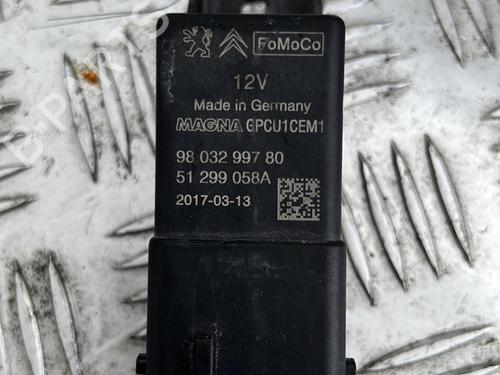 FoMoCo
12V
Made in Germany
MAGNA GPCU1CEM1
98 032 997 80
51 299 058A
2017-03-13